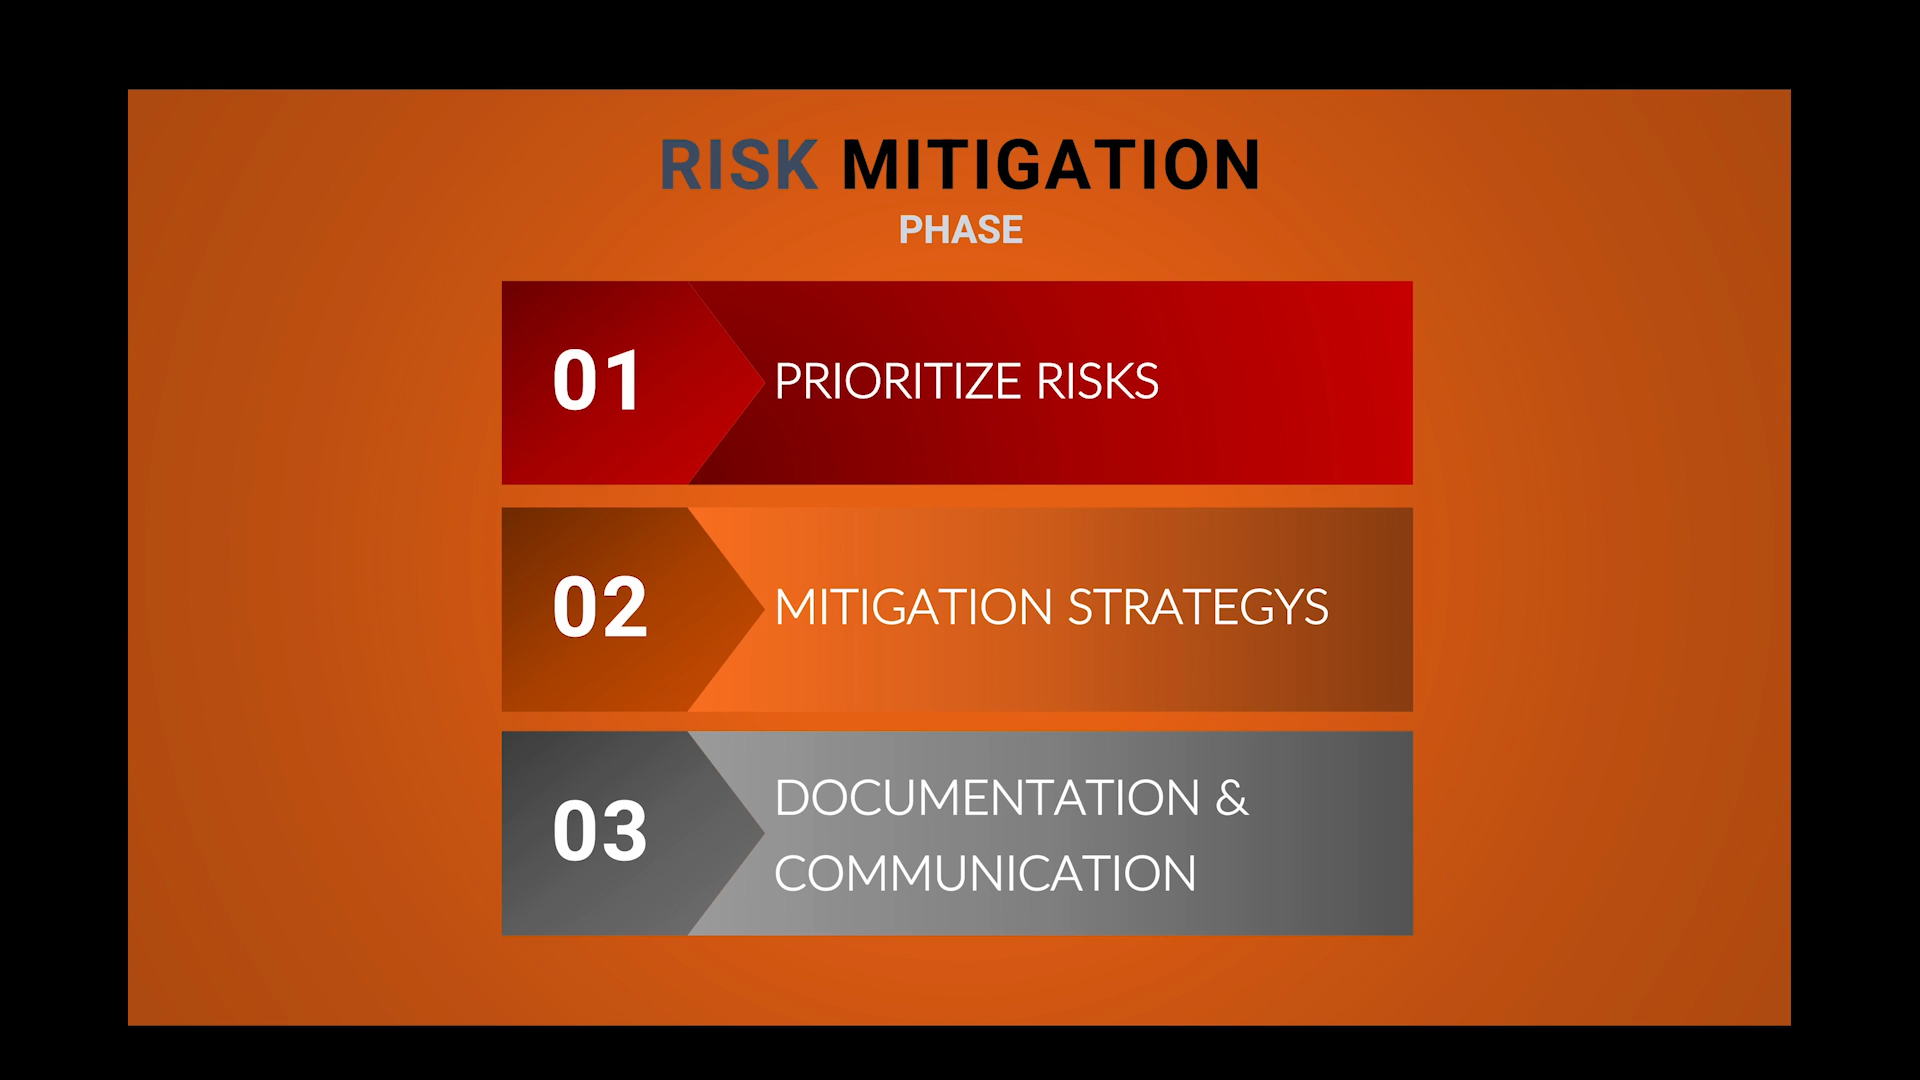 RISK MITIGATION
PHASE
01
PRIORITIZE RISKS
02
MITIGATION STRATEGYS
03
DOCUMENTATION &
COMMUNICATION